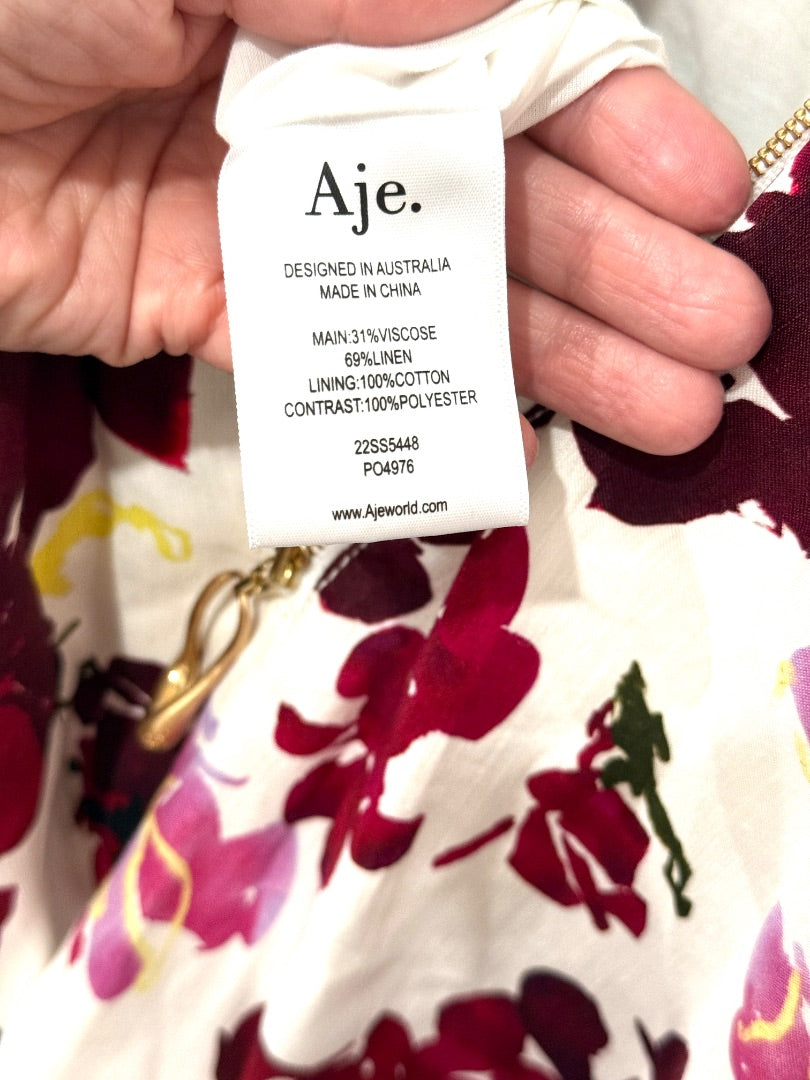 Aje.
DESIGNED IN AUSTRALIA
MADE IN CHINA
MAIN:31%VISCOSE
69%LINEN
LINING:100%COTTON
CONTRAST:100%POLYESTER
22SS5448
PO4976
www.Ajeworld.com